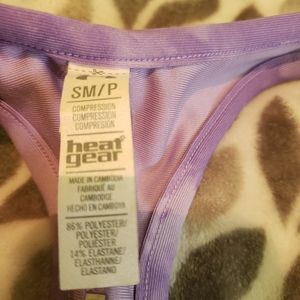 SM/P
COMPRESSION
COMPRESSION
COMPRESIÓN
heat
gear
MADE IN CAMBODIA
FABRIQUÉ AU
CAMBODGE
HECHO EN CAMBOYA
86% POLYESTER/
POLYESTER/
POLIÉSTER
14% ELASTANE/
ELASTHANNE/
ELASTANO